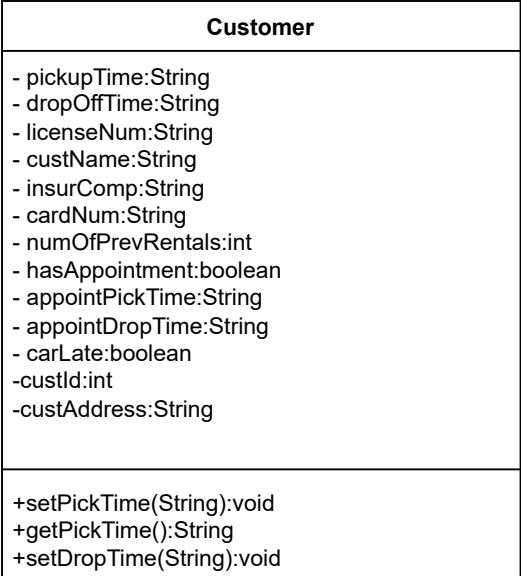 Customer
- pickupTime:String
- dropOffTime:String
- licenseNum:String
- custName:String
- insurComp:String
- cardNum:String
- numOfPrevRentals:int
- hasAppointment:boolean
- appointPickTime:String
- appointDropTime:String
- carLate:boolean
-custId:int
-custAddress:String
+setPickTime(String):void
+getPickTime():String
+setDropTime(String):void